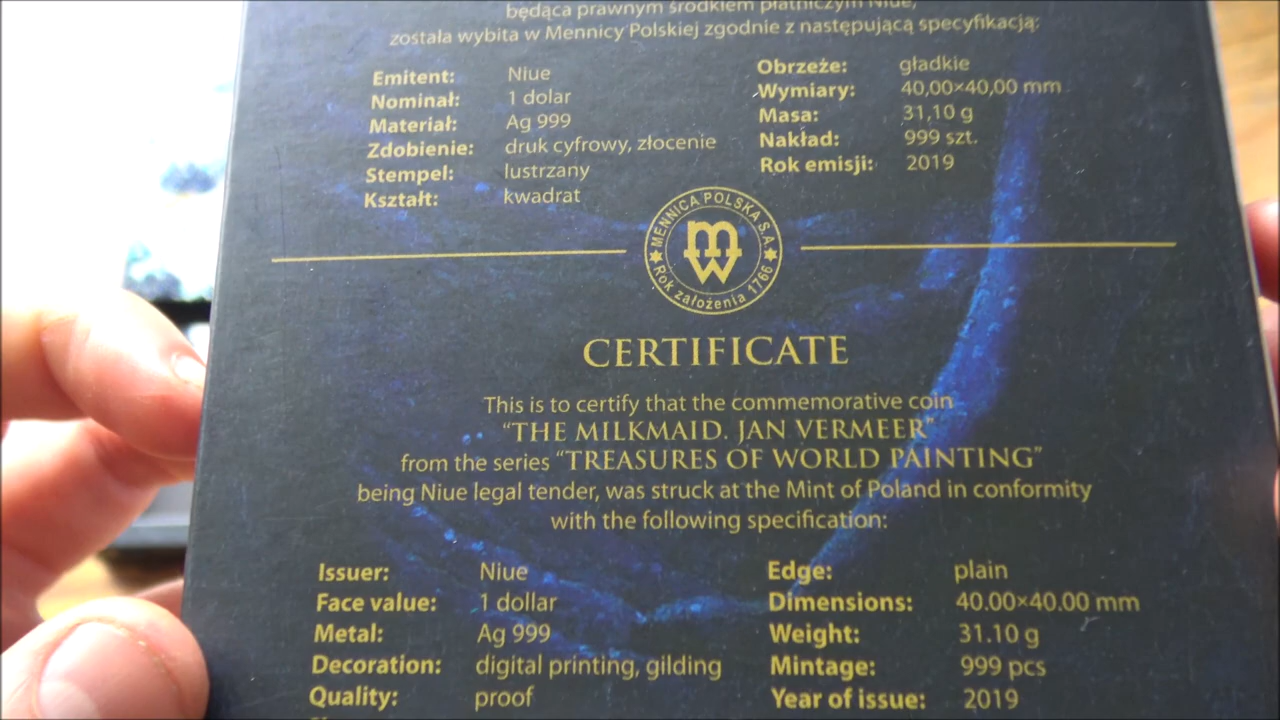 będąca prawnym środkiem płatniczym Niue,
została wybita w Mennicy Polskiej zgodnie z następującą specyfikacją:
Emitent: Niue
Nominał: 1 dolar
Materiał: Ag 999
Zdobienie: druk cyfrowy, złocenie
Stempel: lustrzany
Kształt: kwadrat
Obrzeże: gładkie
Wymiary: 40,00×40,00 mm
Masa: 31,10 g
Nakład: 999 szt.
Rok emisji: 2019
MENNICA POLSKA S.A.
mw
Rok założenia 1766
CERTIFICATE
This is to certify that the commemorative coin
“THE MILKMAID. JAN VERMEER”
from the series “TREASURES OF WORLD PAINTING”
being Niue legal tender, was struck at the Mint of Poland in conformity
with the following specification:
Issuer: Niue
Face value: 1 dollar
Metal: Ag 999
Decoration: digital printing, gilding
Quality: proof
Edge: plain
Dimensions: 40.00×40.00 mm
Weight: 31.10 g
Mintage: 999 pcs
Year of issue: 2019